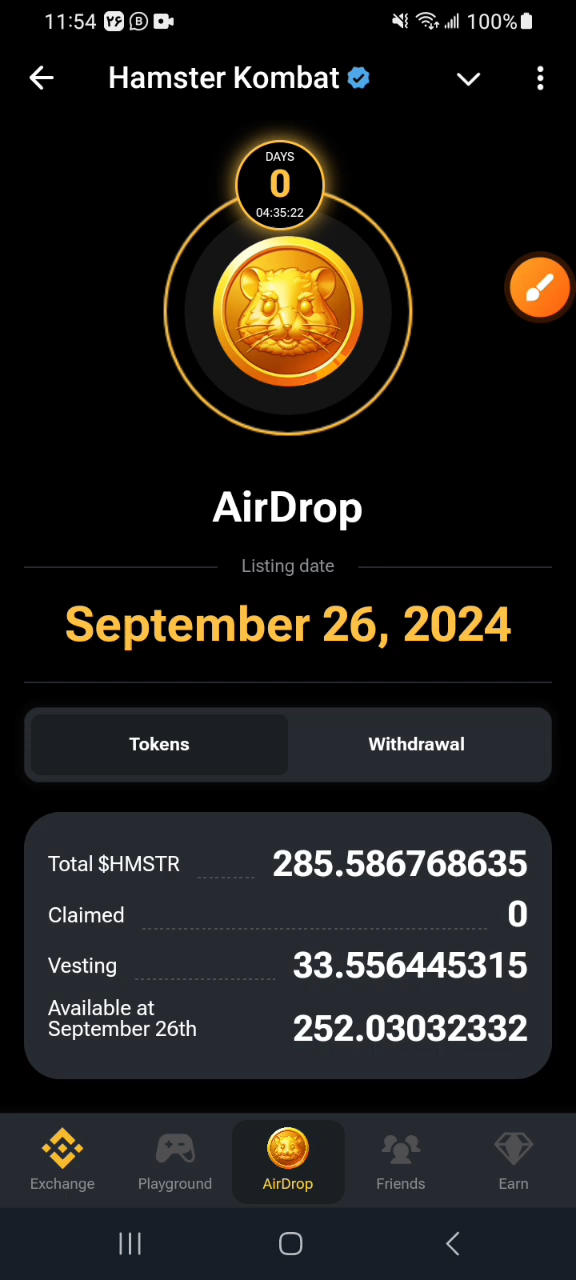 11:54 ۲۶ B 100%
Hamster Kombat
DAYS
0
04:35:22
AirDrop
Listing date
September 26, 2024
Tokens Withdrawal
Total $HMSTR 285.586768635
Claimed 0
Vesting 33.556445315
Available at
September 26th 252.03032332
Exchange Playground AirDrop Friends Earn